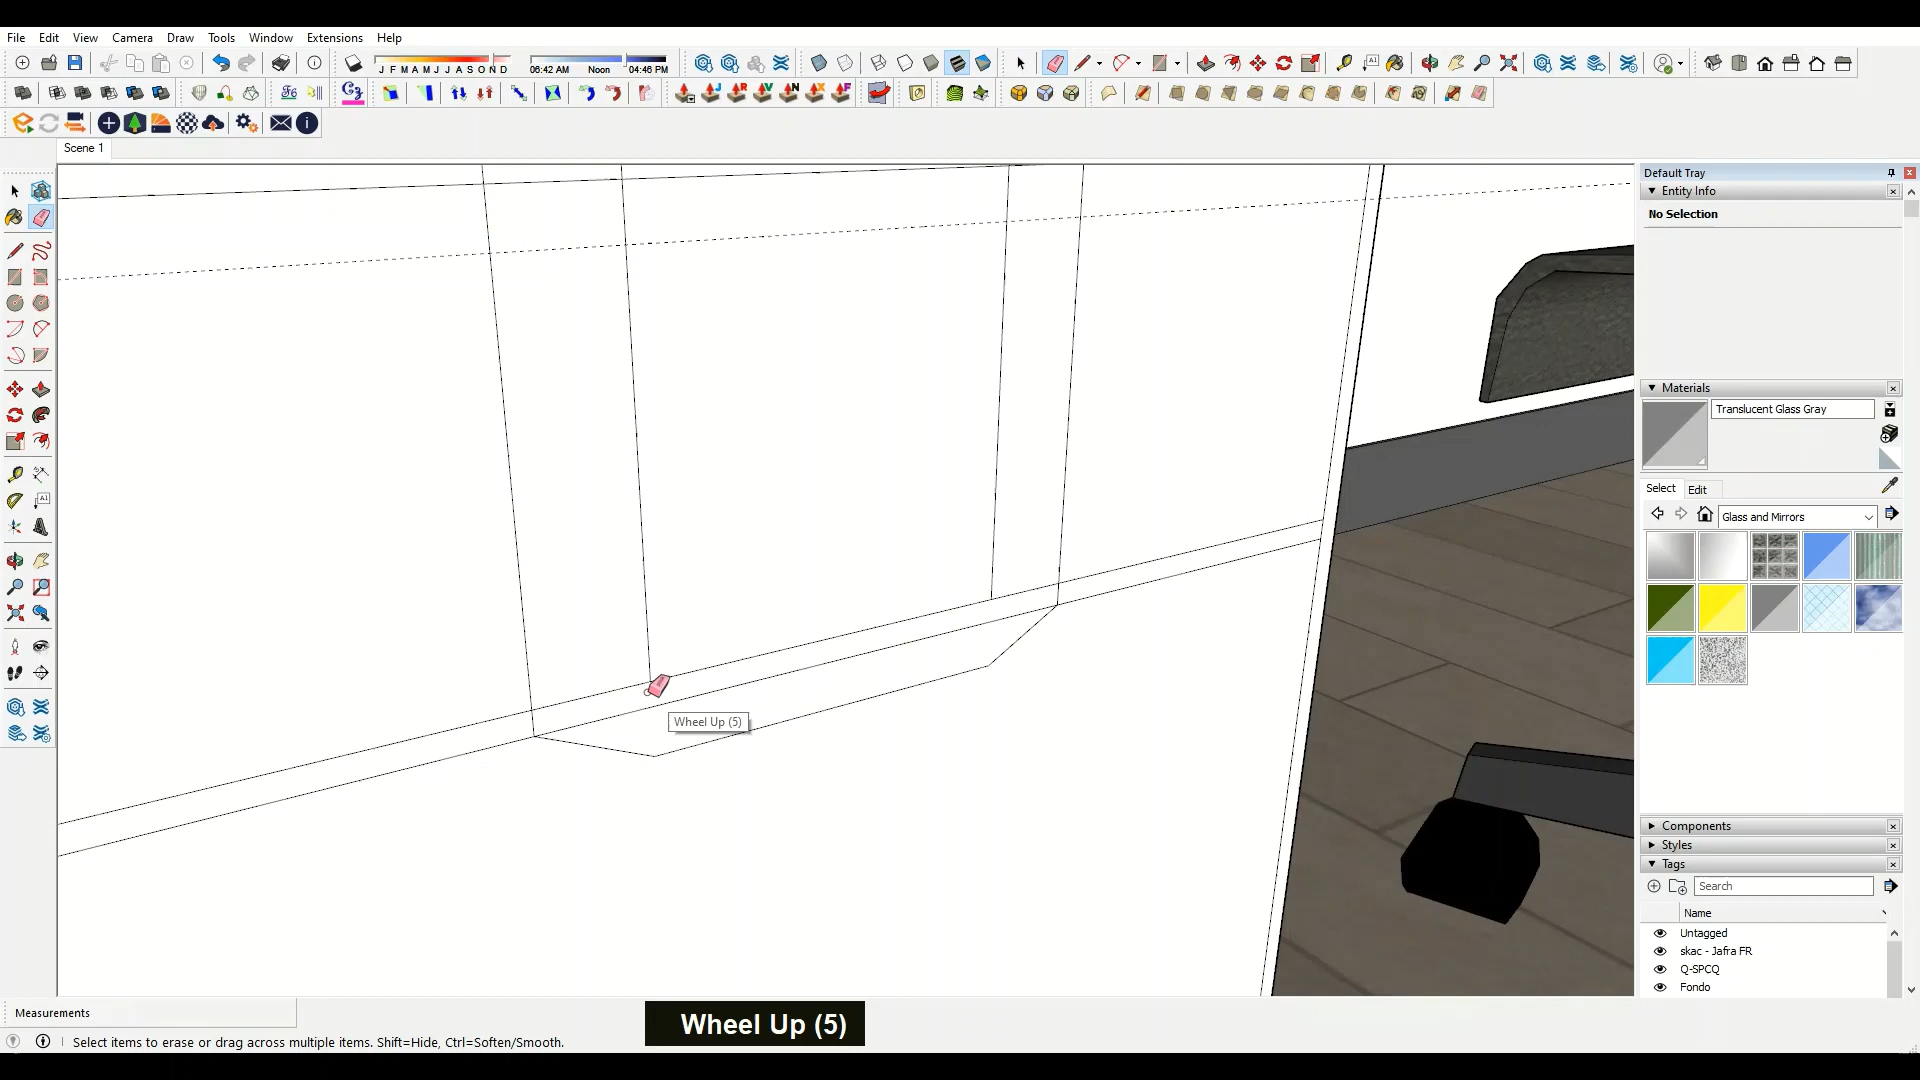 File Edit View Camera Draw Tools Window Extensions Help
J F M A M J J A S O N D
06:42 AM Noon 04:46 PM
Scene 1
Default Tray
Entity Info
No Selection
Materials
Translucent Glass Gray
Select Edit
Glass and Mirrors
Wheel Up (5)
Components
Styles
Tags
Search
Name
Untagged
skac - Jafra FR
Q-SPCQ
Fondo
Measurements
Wheel Up (5)
Select items to erase or drag across multiple items. Shift=Hide, Ctrl=Soften/Smooth.